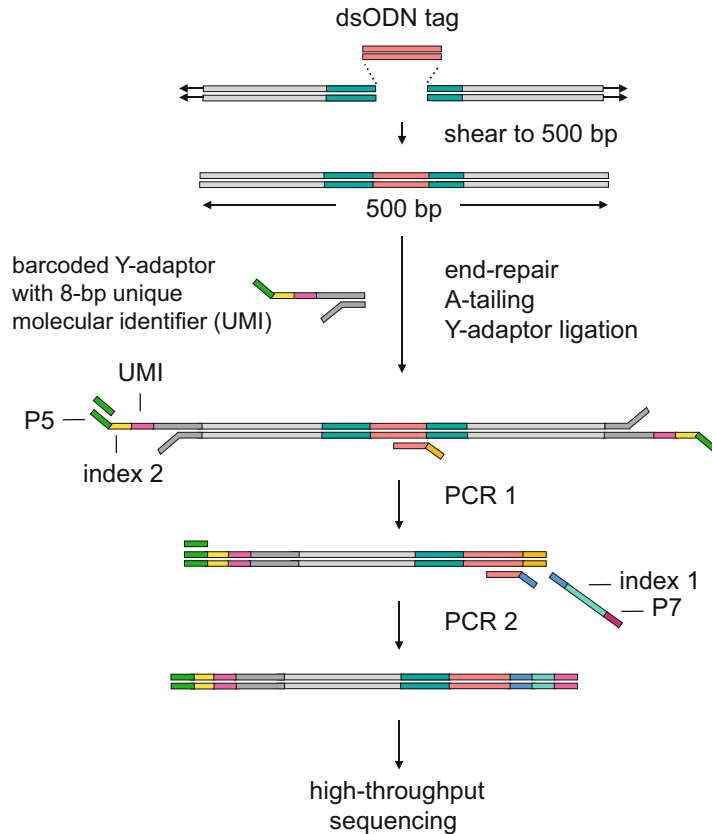 dsODN tag
shear to 500 bp
500 bp
barcoded Y-adaptor
with 8-bp unique
molecular identifier (UMI)
end-repair
A-tailing
Y-adaptor ligation
UMI
P5
index 2
PCR 1
index 1
P7
PCR 2
high-throughput
sequencing